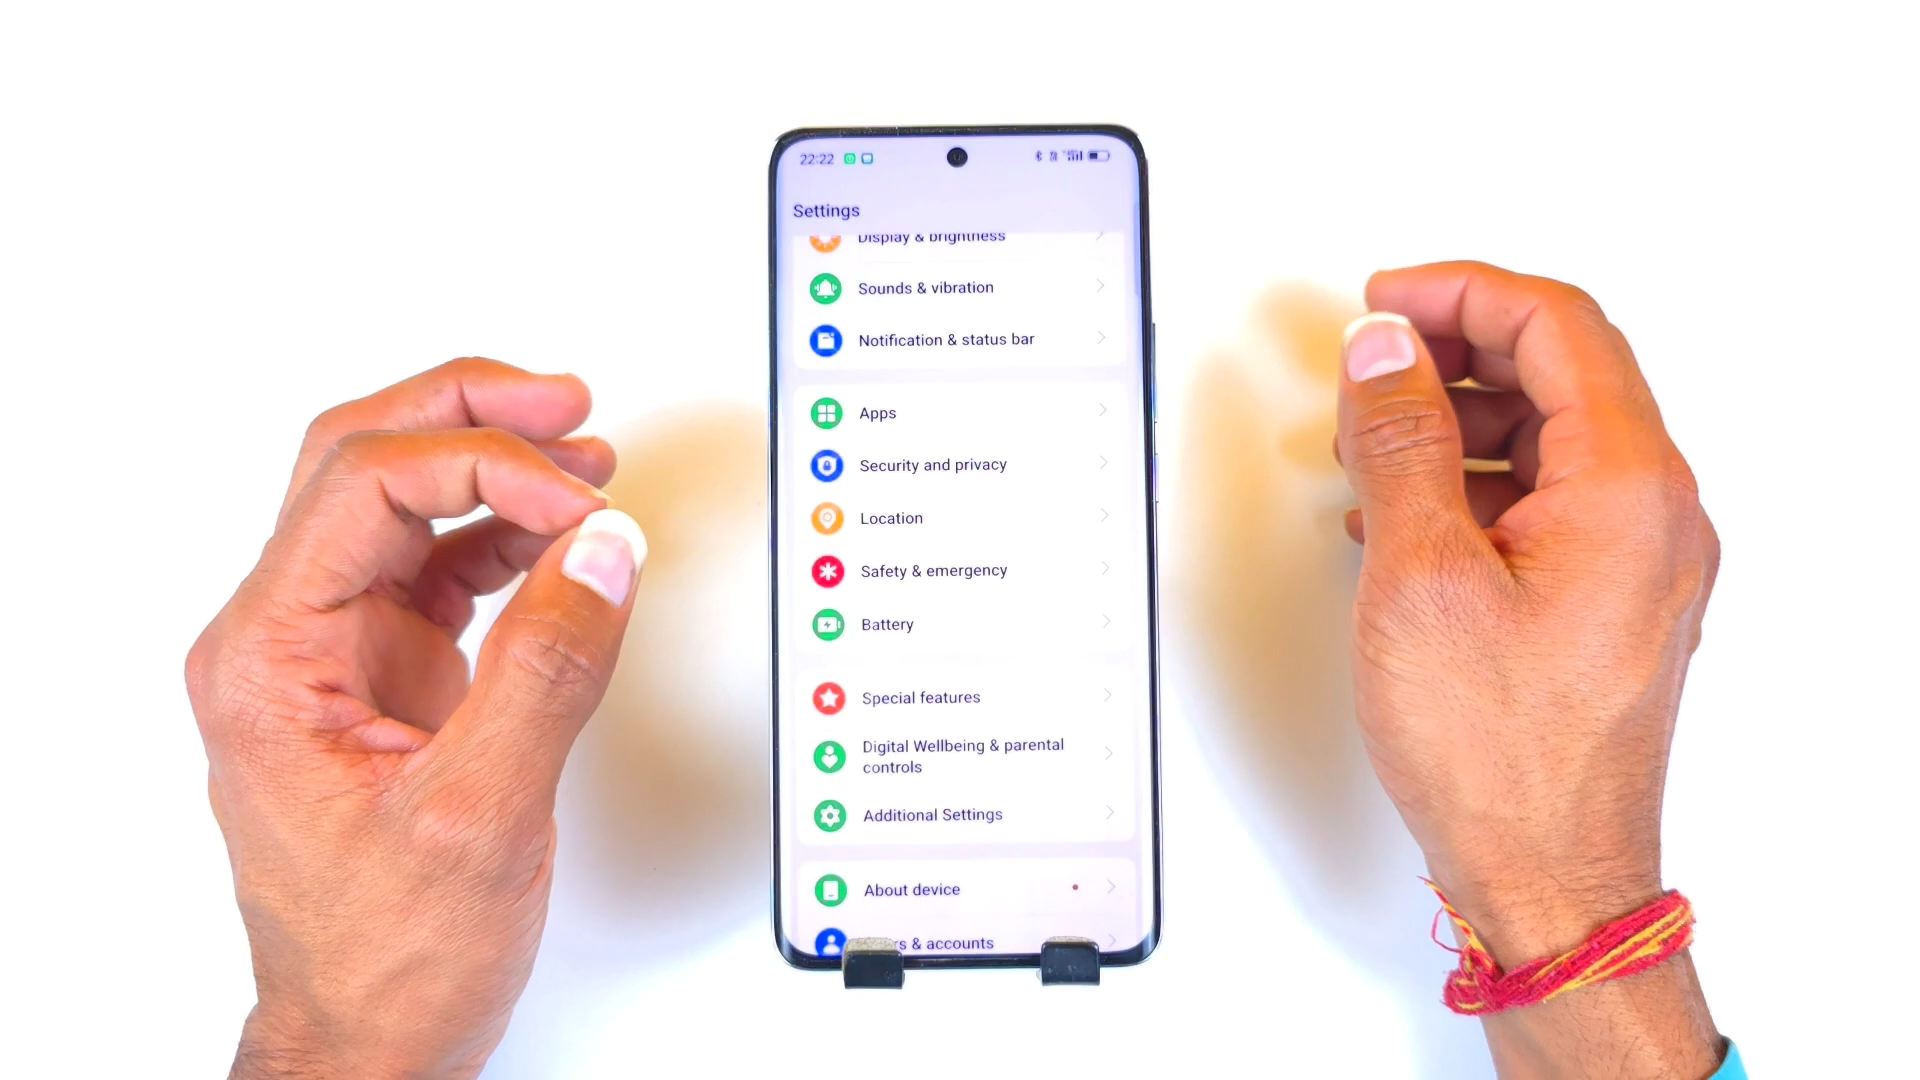 22:22
Settings
Display & brightness
Sounds & vibration
Notification & status bar
Apps
Security and privacy
Location
Safety & emergency
Battery
Special features
Digital Wellbeing & parental
controls
Additional Settings
About device
& accounts